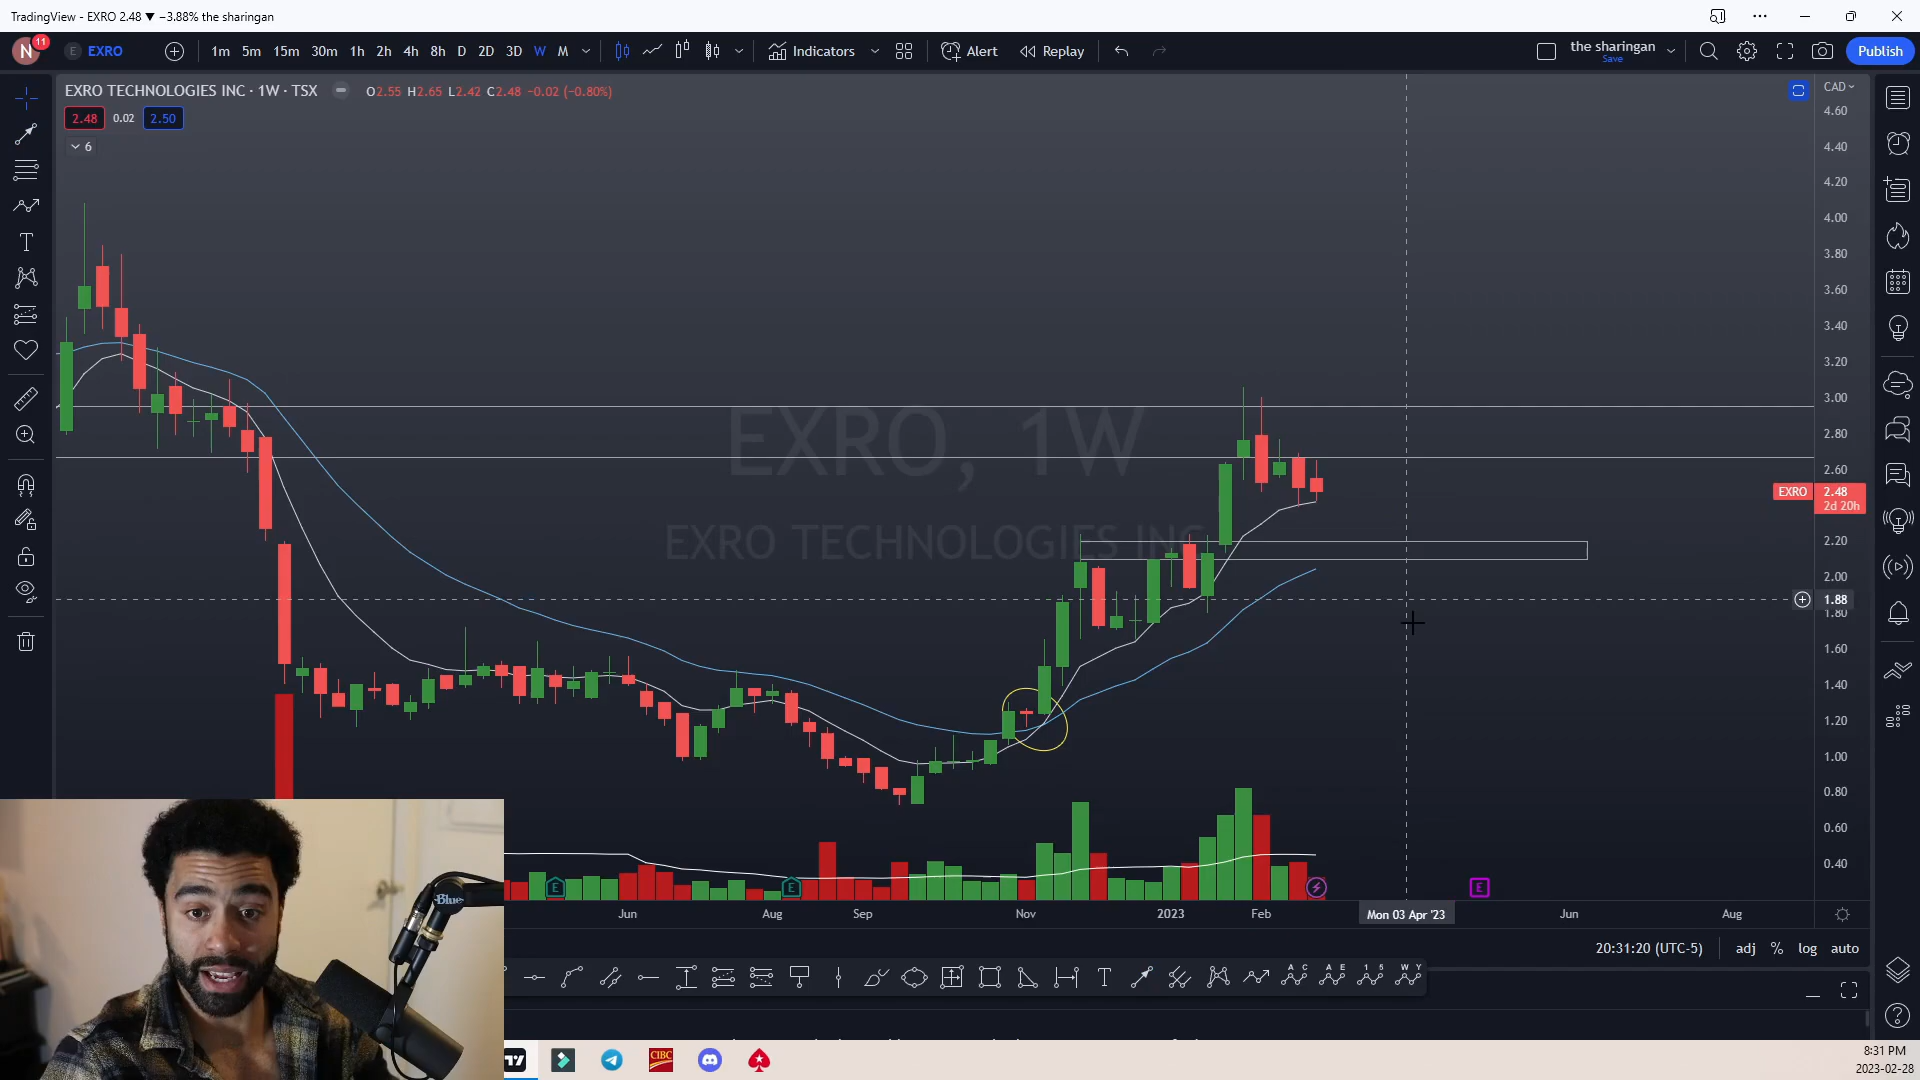 TradingView - EXRO 2.48 ▼ −3.88% the sharingan
N 11 E EXRO 1m 5m 15m 30m 1h 2h 4h 8h D 2D 3D W M Indicators Alert Replay the sharingan Save Publish
EXRO TECHNOLOGIES INC · 1W · TSX O2.55 H2.65 L2.42 C2.48 -0.02 (-0.80%)
CAD
2.48 0.02 2.50
6
4.60
4.40
4.20
4.00
3.80
3.60
3.40
3.20
3.00
2.80
2.60
EXRO 2.48
2d 20h
2.20
2.00
1.88
1.80
1.60
1.40
1.20
1.00
0.80
0.60
0.40
EXRO, 1W
EXRO TECHNOLOGIES INC
E E E
Jun Aug Sep Nov 2023 Feb Mon 03 Apr '23 Jun Aug
20:31:20 (UTC-5) adj % log auto
T
Blue
CIBC
8:31 PM
2023-02-28